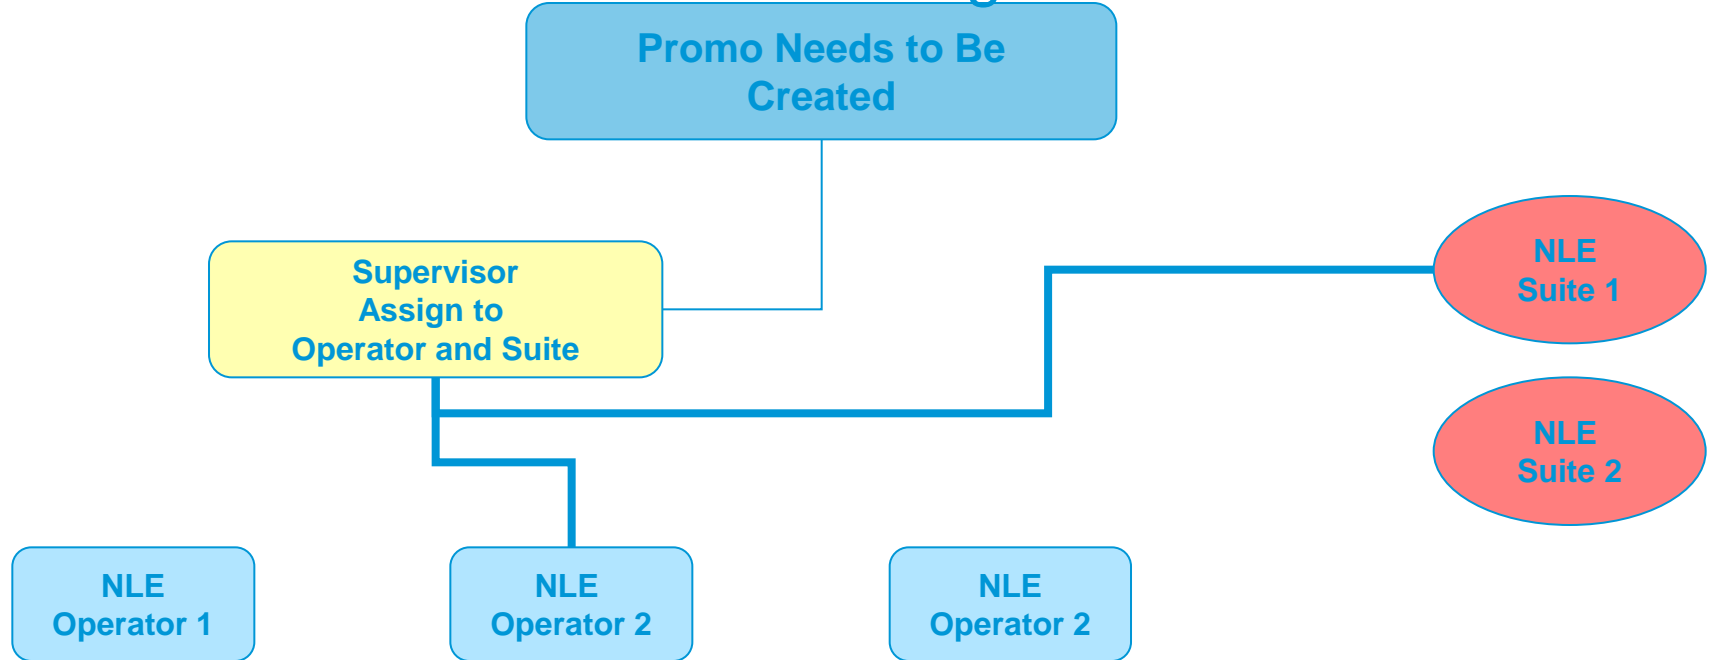 Promo Needs to Be
Created
Supervisor
Assign to
Operator and Suite
NLE
Suite 1
NLE
Suite 2
NLE
Operator 1
NLE
Operator 2
NLE
Operator 2